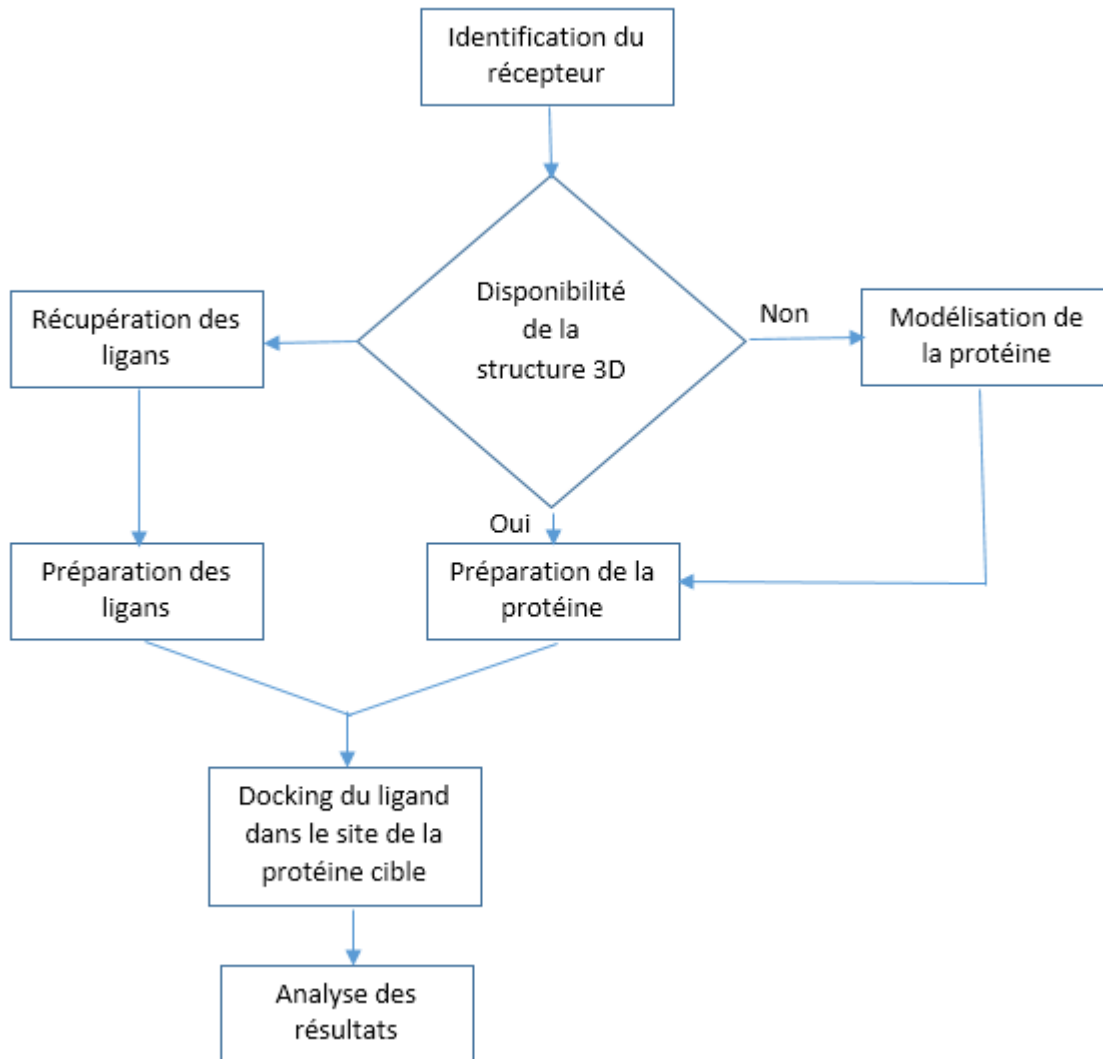 Identification du
récepteur
Disponibilité
de la
structure 3D
Récupération des
ligans
Non
Modélisation de
la protéine
Oui
Préparation des
ligans
Préparation de la
protéine
Docking du ligand
dans le site de la
protéine cible
Analyse des
résultats